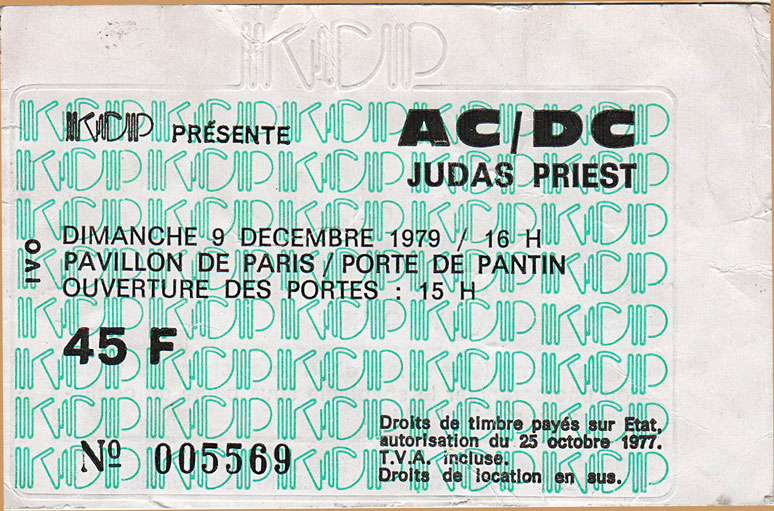 KCP
KCP PRÉSENTE
AC/DC
JUDAS PRIEST
DIMANCHE 9 DECEMBRE 1979 / 16 H
PAVILLON DE PARIS / PORTE DE PANTIN
OUVERTURE DES PORTES : 15 H
IVO
45 F
Droits de timbre payés sur Etat,
autorisation du 25 octobre 1977.
T.V.A. incluse.
Droits de location en sus.
Nº 005569